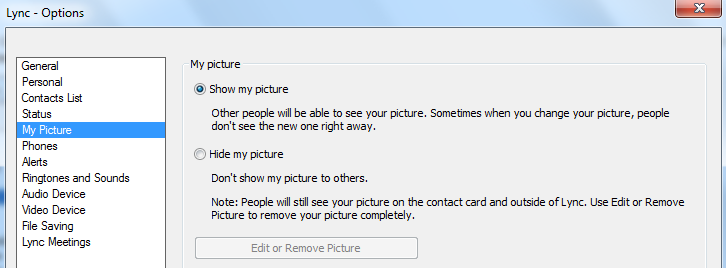 Lync - Options
General
Personal
Contacts List
Status
My Picture
Phones
Alerts
Ringtones and Sounds
Audio Device
Video Device
File Saving
Lync Meetings
My picture
Show my picture
Other people will be able to see your picture. Sometimes when you change your picture, people
don't see the new one right away.
Hide my picture
Don't show my picture to others.
Note: People will still see your picture on the contact card and outside of Lync. Use Edit or Remove
Picture to remove your picture completely.
Edit or Remove Picture